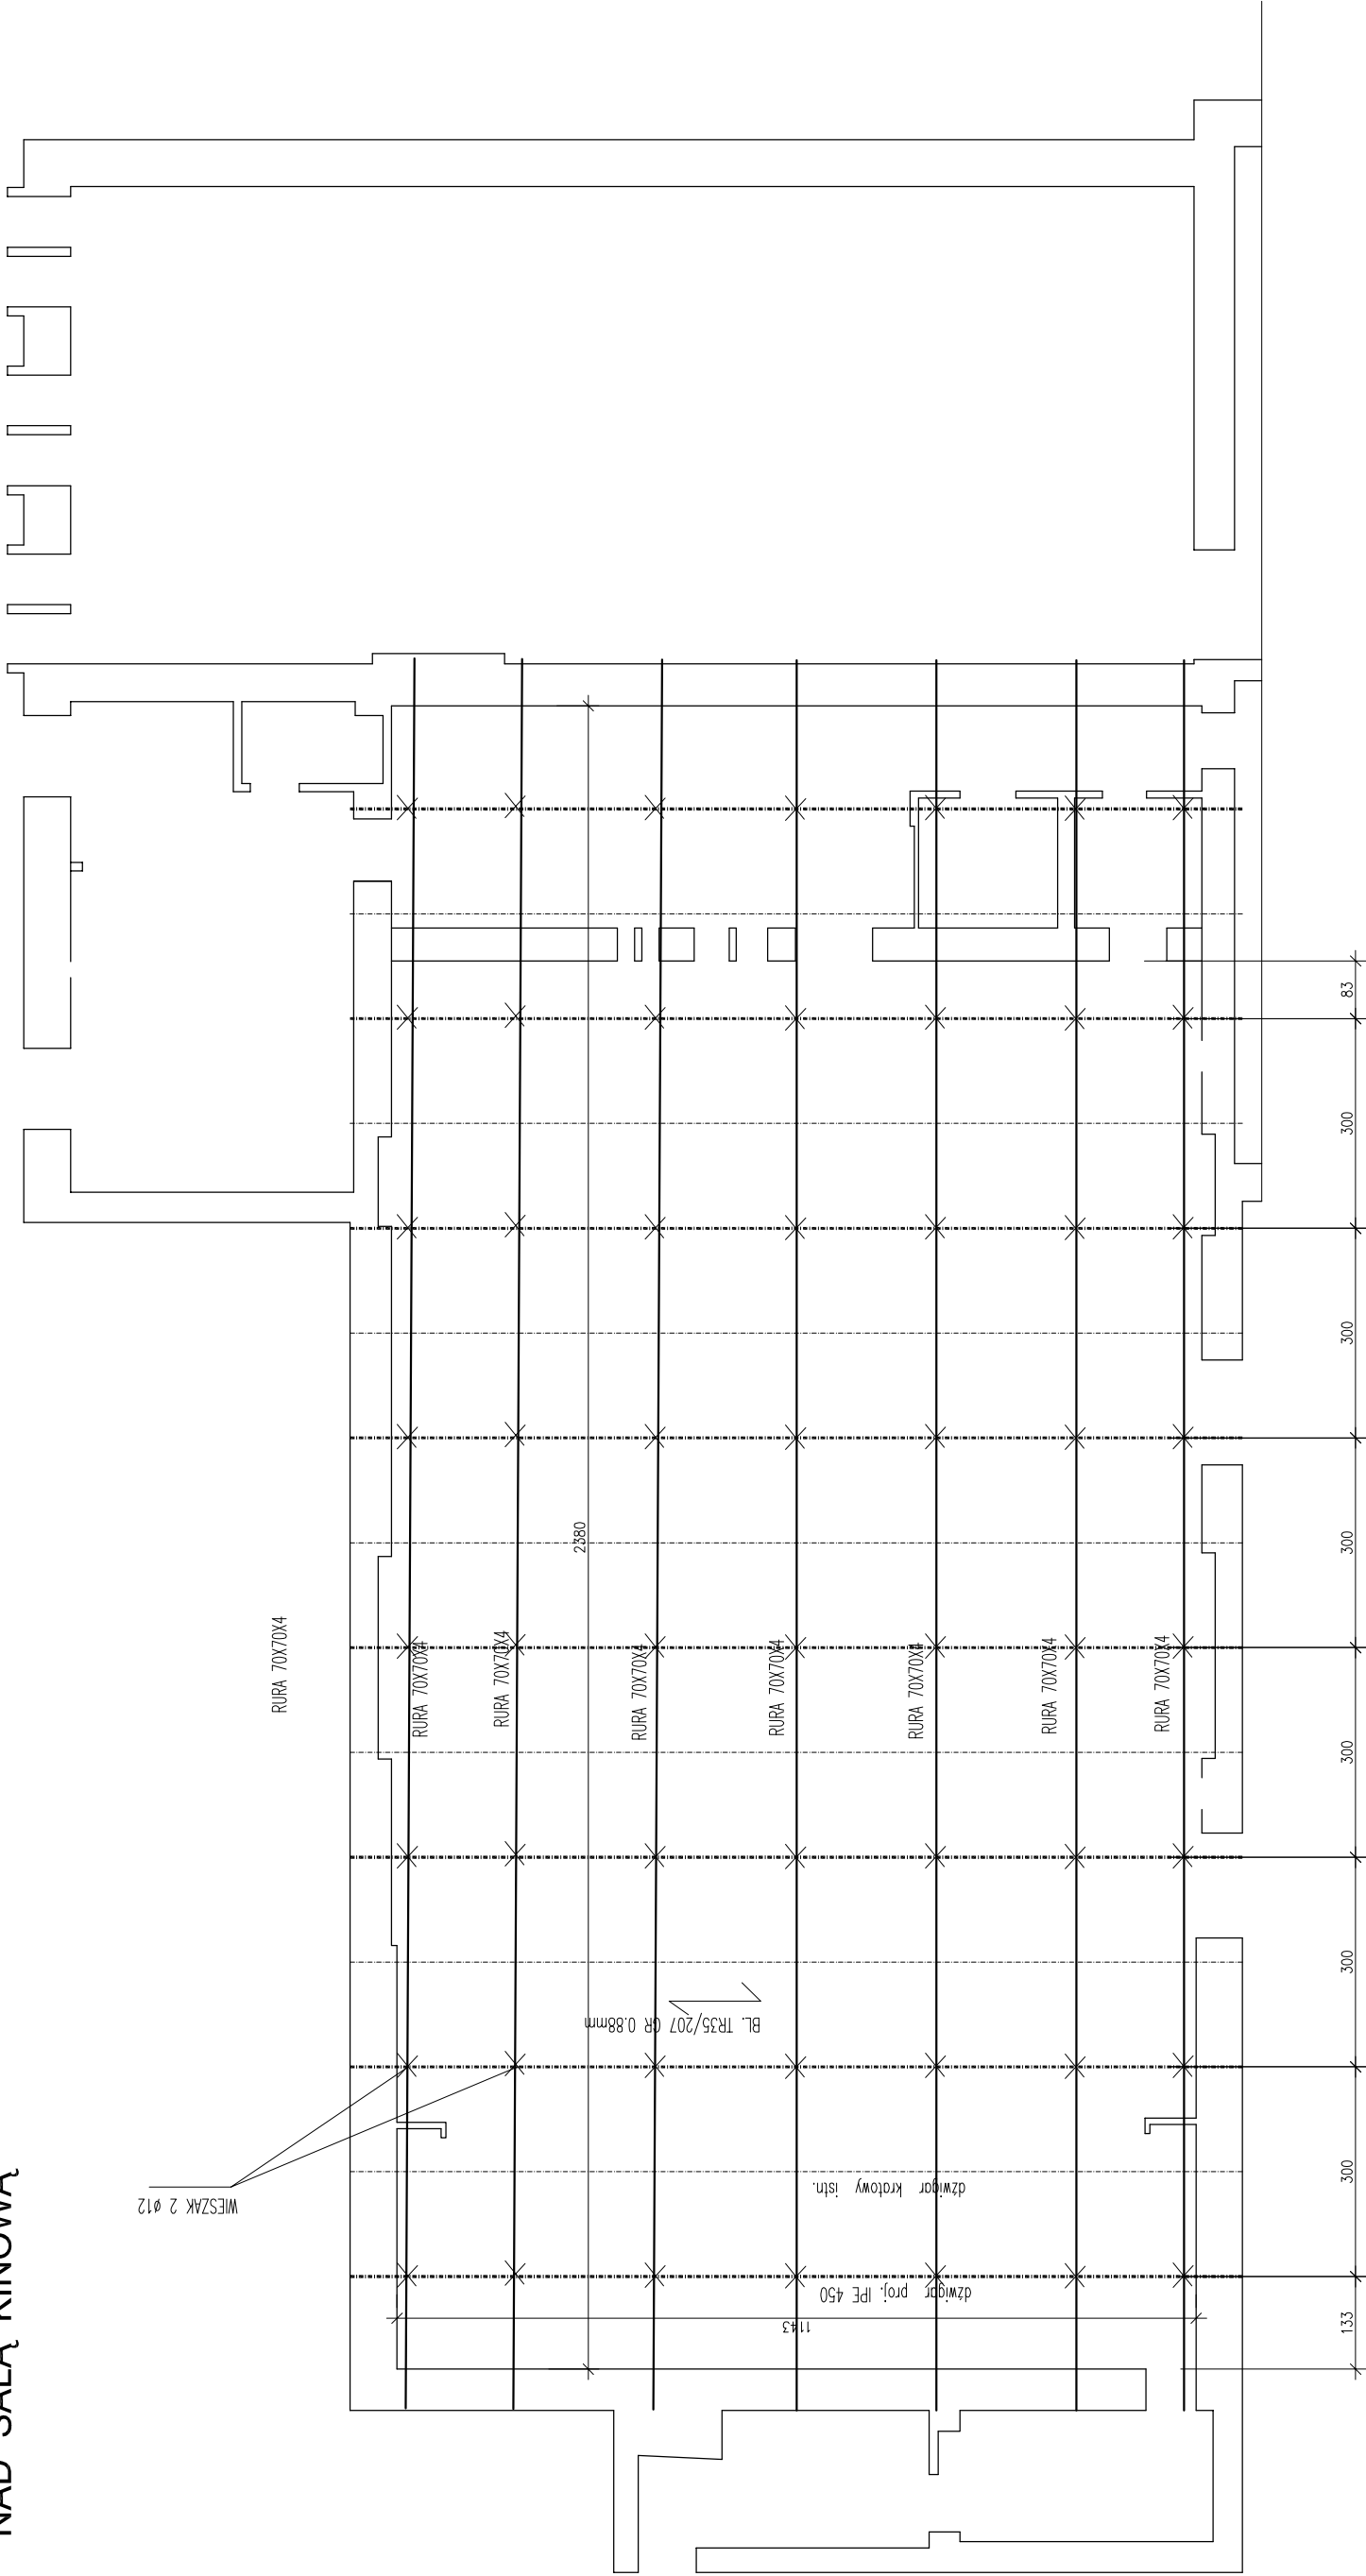 NAD SALĄ KINOWĄ
RURA 70X70X4
RURA 70X70X4
RURA 70X70X4
RURA 70X70X4
RURA 70X70X4
RURA 70X70X4
RURA 70X70X4
RURA 70X70X4
2380
83
300
300
300
300
300
300
133
BL. TR35/207 GR 0.88mm
WIESZAK 2 ø12
dźwigar kratowy istn.
dźwigar proj. IPE 450
1143